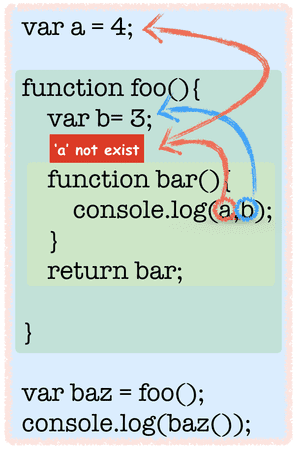 var a = 4;
function foo(){
var b= 3;
'a' not exist
function bar(){
console.log(a,b);
}
return bar;
}
var baz = foo();
console.log(baz());